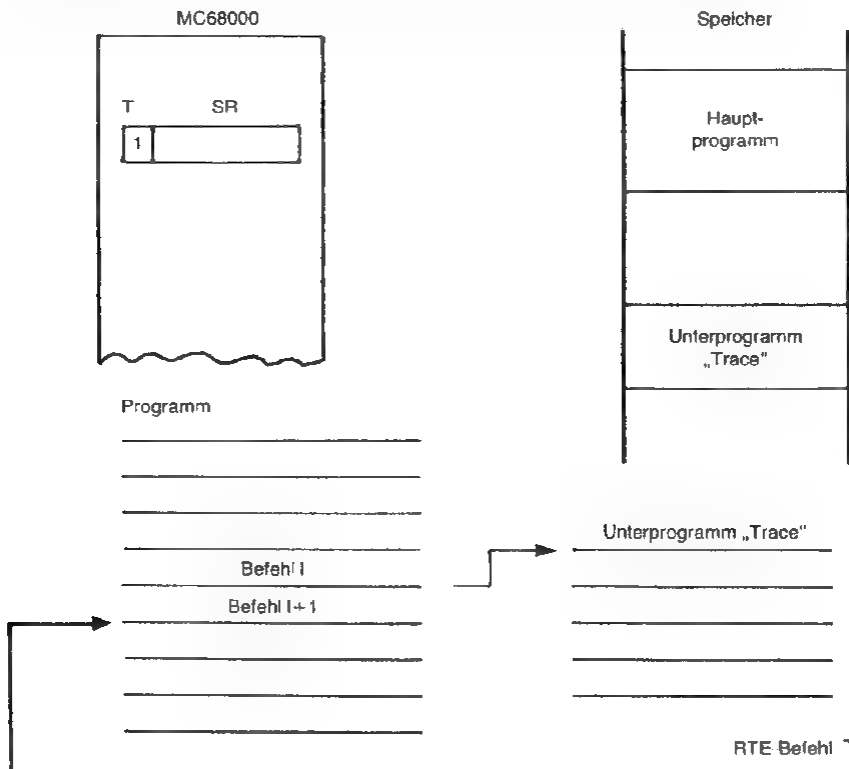 MC68000
T SR
1
Speicher
Haupt-
programm
Unterprogramm
„Trace"
Programm
Befehl I
Befehl I+1
Unterprogramm „Trace"
RTE Befehl